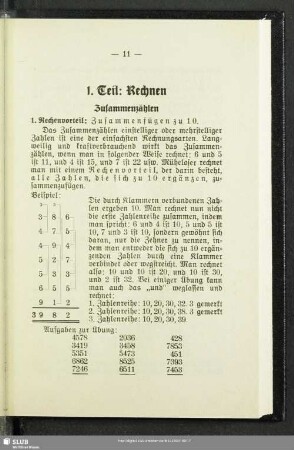 — 11 —
1. Teil: Rechnen
Zusammenzählen
1. Rechenvorteil: Zusammenfügen zu 10.
Das Zusammenzählen einstelliger oder mehrstelliger
Zahlen ist eine der einfachsten Rechnungsarten. Lang-
weilig und kraftverbrauchend wirkt das Zusammen-
zählen, wenn man in folgender Weise rechnet: 6 und 5
ist 11, und 4 ist 15, und 7 ist 22 usw. Müheloser rechnet
man mit einem Rechenvorteil, der darin besteht,
alle Zahlen, die sich zu 10 ergänzen, zu-
sammenzufügen.
Beispiel:
3 8 6
4 7 5
4 9 4
5 2 7
5 3 5
6 5 3
9 1 2
3 9 8 2
Die durch Klammern verbundenen Zah-
len ergeben 10. Man rechnet nun nicht
die erste Zahlenreihe zusammen, indem
man spricht: 6 und 4 ist 10, 5 und 5 ist
10, 7 und 3 ist 10, sondern gewöhnt sich
daran, nur die Zehner zu nennen, in-
dem man entweder die sich zu 10 ergän-
zenden Zahlen durch eine Klammer
verbindet oder wegstreicht. Man rechnet
also: 10 und 10 ist 20, und 10 ist 30,
und 2 ist 32. Bei einiger Übung kann
man auch das „und“ weglassen und
rechnet:
1. Zahlenreihe: 10, 20, 30, 32. 3 gemerkt
2. Zahlenreihe: 10, 20, 30, 38. 3 gemerkt
3. Zahlenreihe: 10, 20, 30, 39
Aufgaben zur Übung:
4578 2036 428
3419 3458 7853
5351 5473 451
6862 8525 7393
7246 6511 7453
SLUB